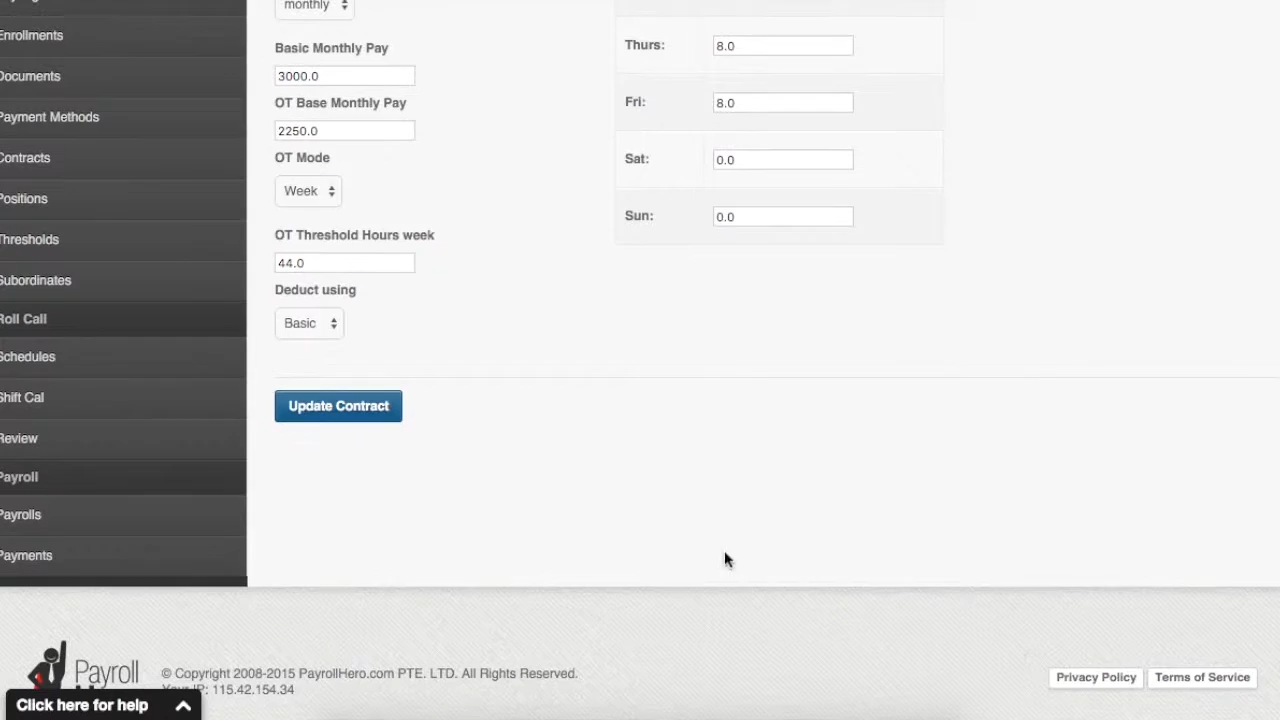 Enrollments
Documents
Payment Methods
Contracts
Positions
Thresholds
Subordinates
Roll Call
Schedules
Shift Cal
Review
Payroll
Payrolls
Payments
monthly
Basic Monthly Pay
3000.0
OT Base Monthly Pay
2250.0
OT Mode
Week
OT Threshold Hours week
44.0
Deduct using
Basic
Update Contract
Thurs: 8.0
Fri: 8.0
Sat: 0.0
Sun: 0.0
Payroll
© Copyright 2008-2015 PayrollHero.com PTE. LTD. All Rights Reserved.
Your IP: 115.42.154.34
Privacy Policy
Terms of Service
Click here for help